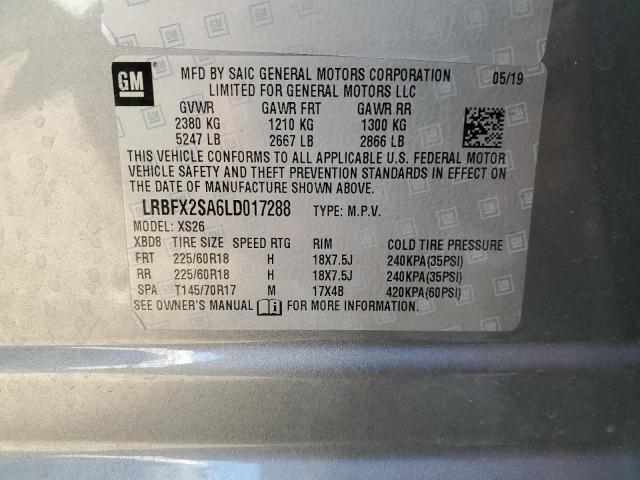 GM
MFD BY SAIC GENERAL MOTORS CORPORATION 05/19
LIMITED FOR GENERAL MOTORS LLC
GVWR GAWR FRT GAWR RR
2380 KG 1210 KG 1300 KG
5247 LB 2667 LB 2866 LB
THIS VEHICLE CONFORMS TO ALL APPLICABLE U.S. FEDERAL MOTOR
VEHICLE SAFETY AND THEFT PREVENTION STANDARDS IN EFFECT ON
THE DATE OF MANUFACTURE SHOWN ABOVE.
LRBFX2SA6LD017288 TYPE: M.P.V.
MODEL: XS26
XBD8 TIRE SIZE SPEED RTG RIM COLD TIRE PRESSURE
FRT 225/60R18 H 18X7.5J 240KPA(35PSI)
RR 225/60R18 H 18X7.5J 240KPA(35PSI)
SPA T145/70R17 M 17X4B 420KPA(60PSI)
SEE OWNER'S MANUAL FOR MORE INFORMATION.